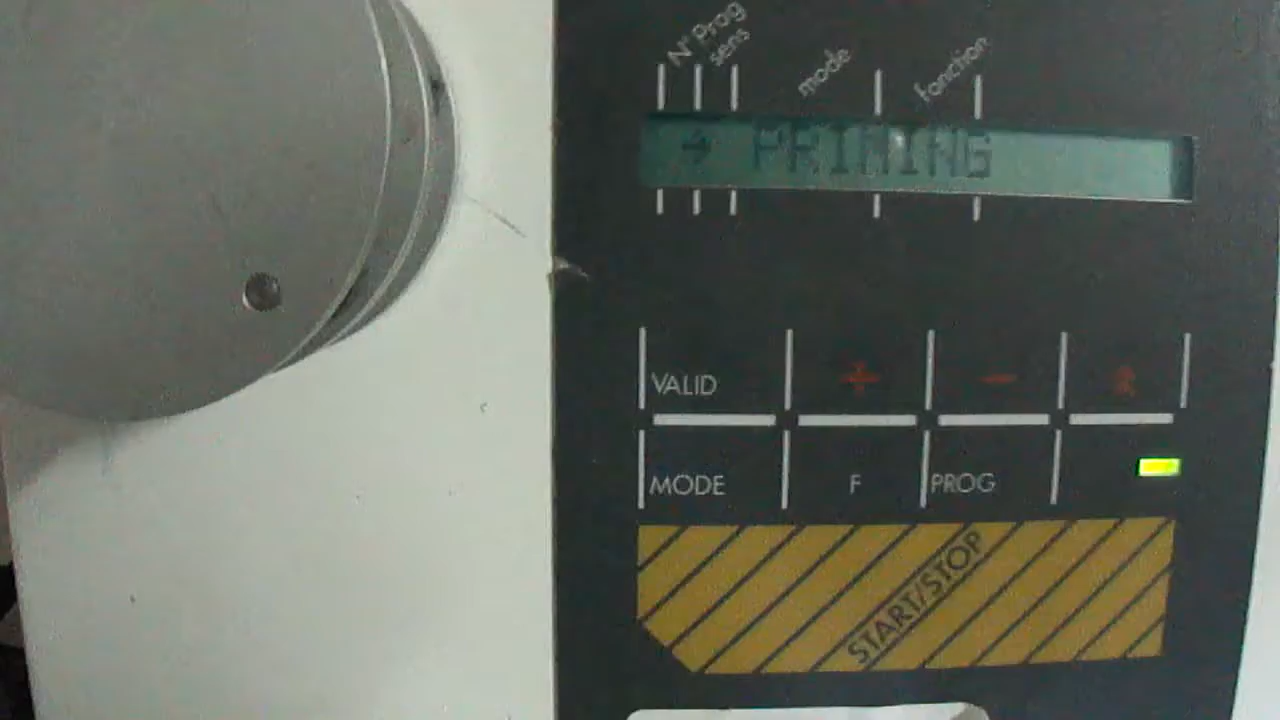 N° Prog
sens
mode
fonction
→ PRIMING
VALID + −
MODE F PROG
START/STOP